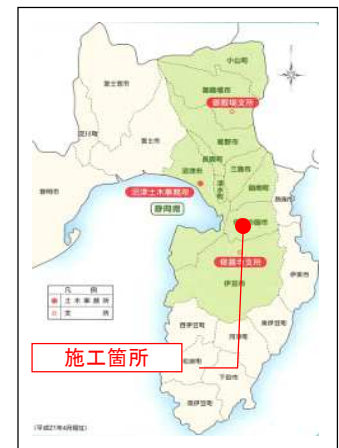 小山町
富士宮市
御殿場市
御殿場支所
裾野市
富士市
長泉町
沼津市
三島市
清水町
函南町
熱海市
静岡市
沼津土木事務所
静岡県
伊豆の国市
修善寺支所
伊東市
伊豆市
凡 例
土木事務所
支 所
西伊豆町
東伊豆町
河津町
施工箇所
松崎町
下田市
南伊豆町
(平成21年4月現在)